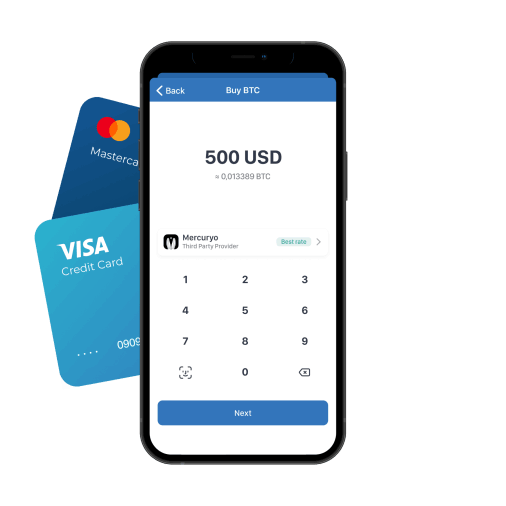 Back
Buy BTC
500 USD
≈ 0,013389 BTC
Mercuryo
Third Party Provider
Best rate
1 2 3
4 5 6
7 8 9
0
Next
Masterca
VISA
Credit Card
.... 0909